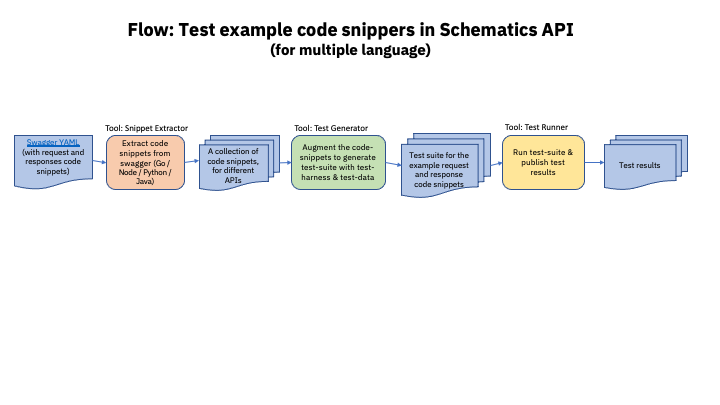 Flow: Test example code snippers in Schematics API
(for multiple language)
Tool: Snippet Extractor
Tool: Test Generator
Tool: Test Runner
Swagger YAML
(with request and
responses code
snippets)
Extract code
snippets from
swagger (Go /
Node / Python /
Java)
A collection of
code snippets,
for different
APIs
Augment the code-
snippets to generate
test-suite with test-
harness & test-data
Test suite for the
example request
and response
code snippets
Run test-suite &
publish test
results
Test results